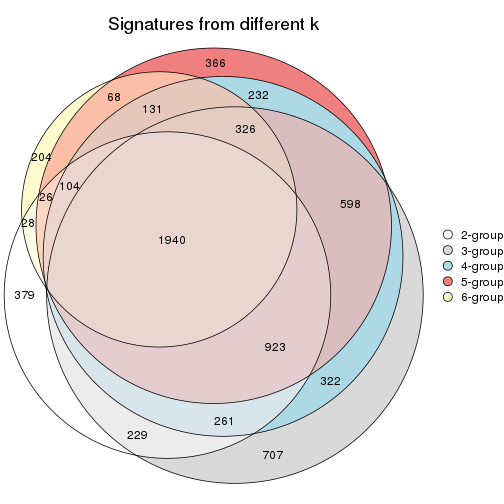 Signatures from different k
366
68
232
131
326
204
104
26
598
28
1940
379
923
322
261
229
707
2-group
3-group
4-group
5-group
6-group